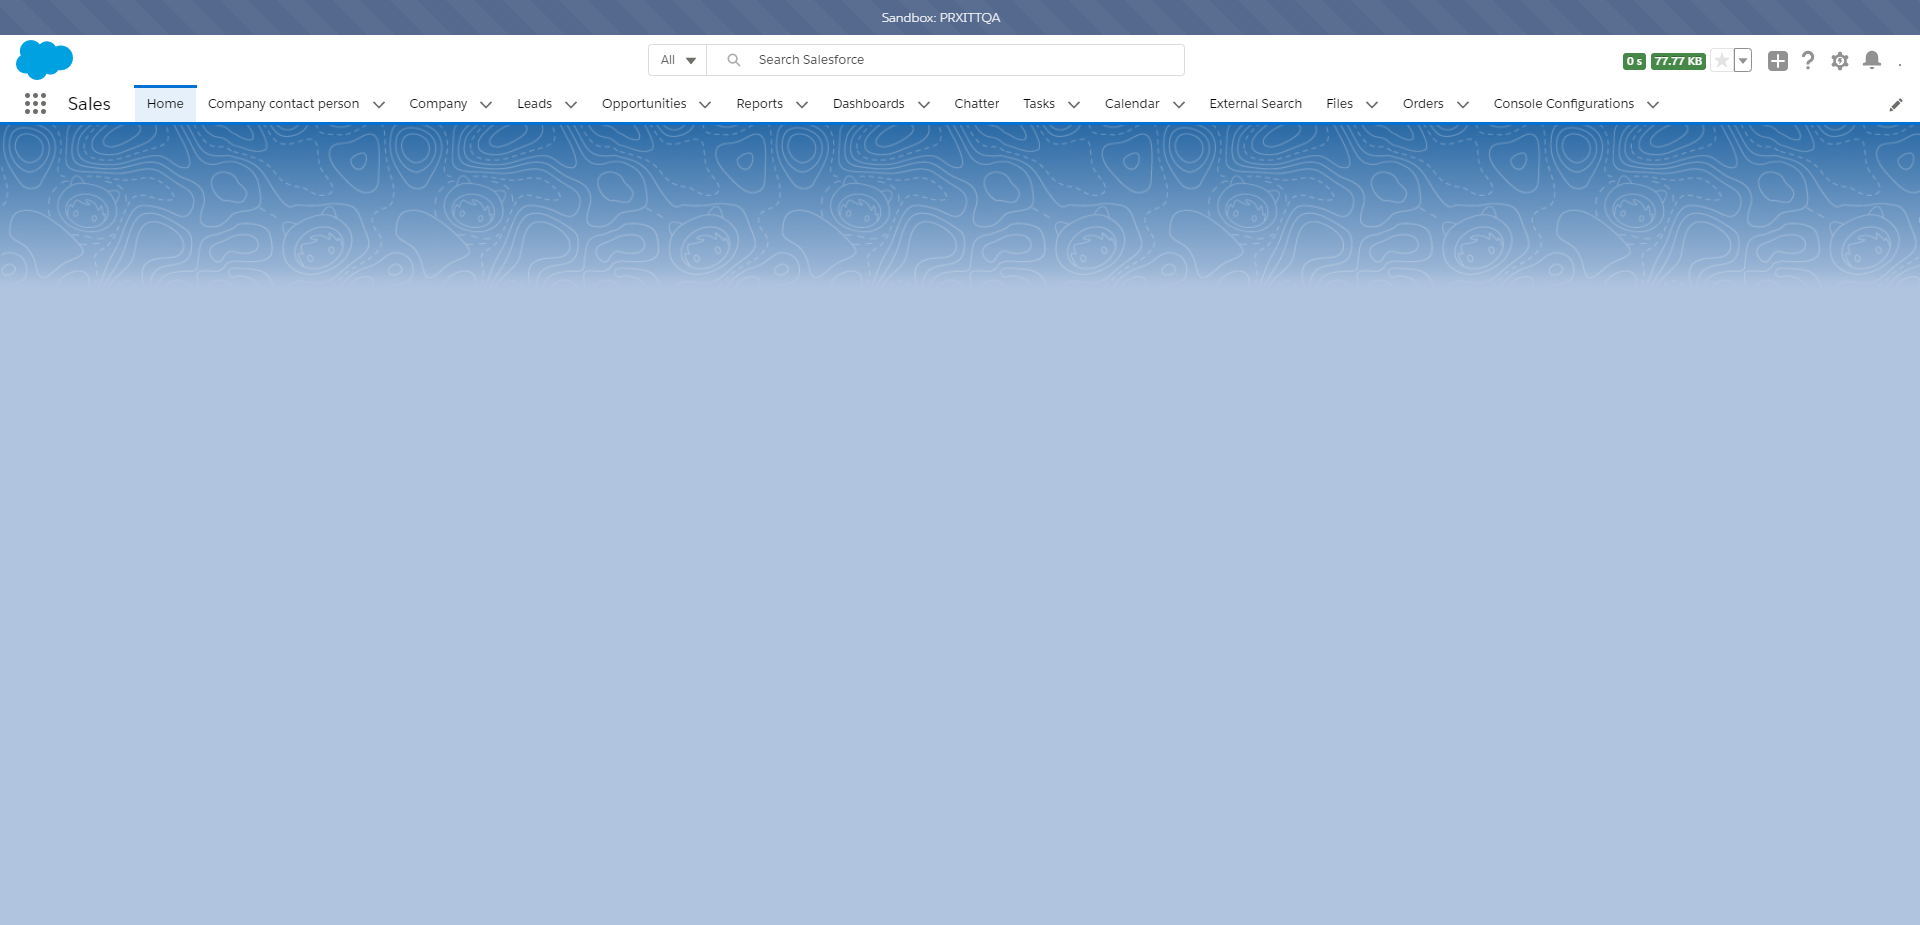 Sandbox: PRXITTQA
All Search Salesforce 0 s 77.77 KB
Sales Home Company contact person Company Leads Opportunities Reports Dashboards Chatter Tasks Calendar External Search Files Orders Console Configurations